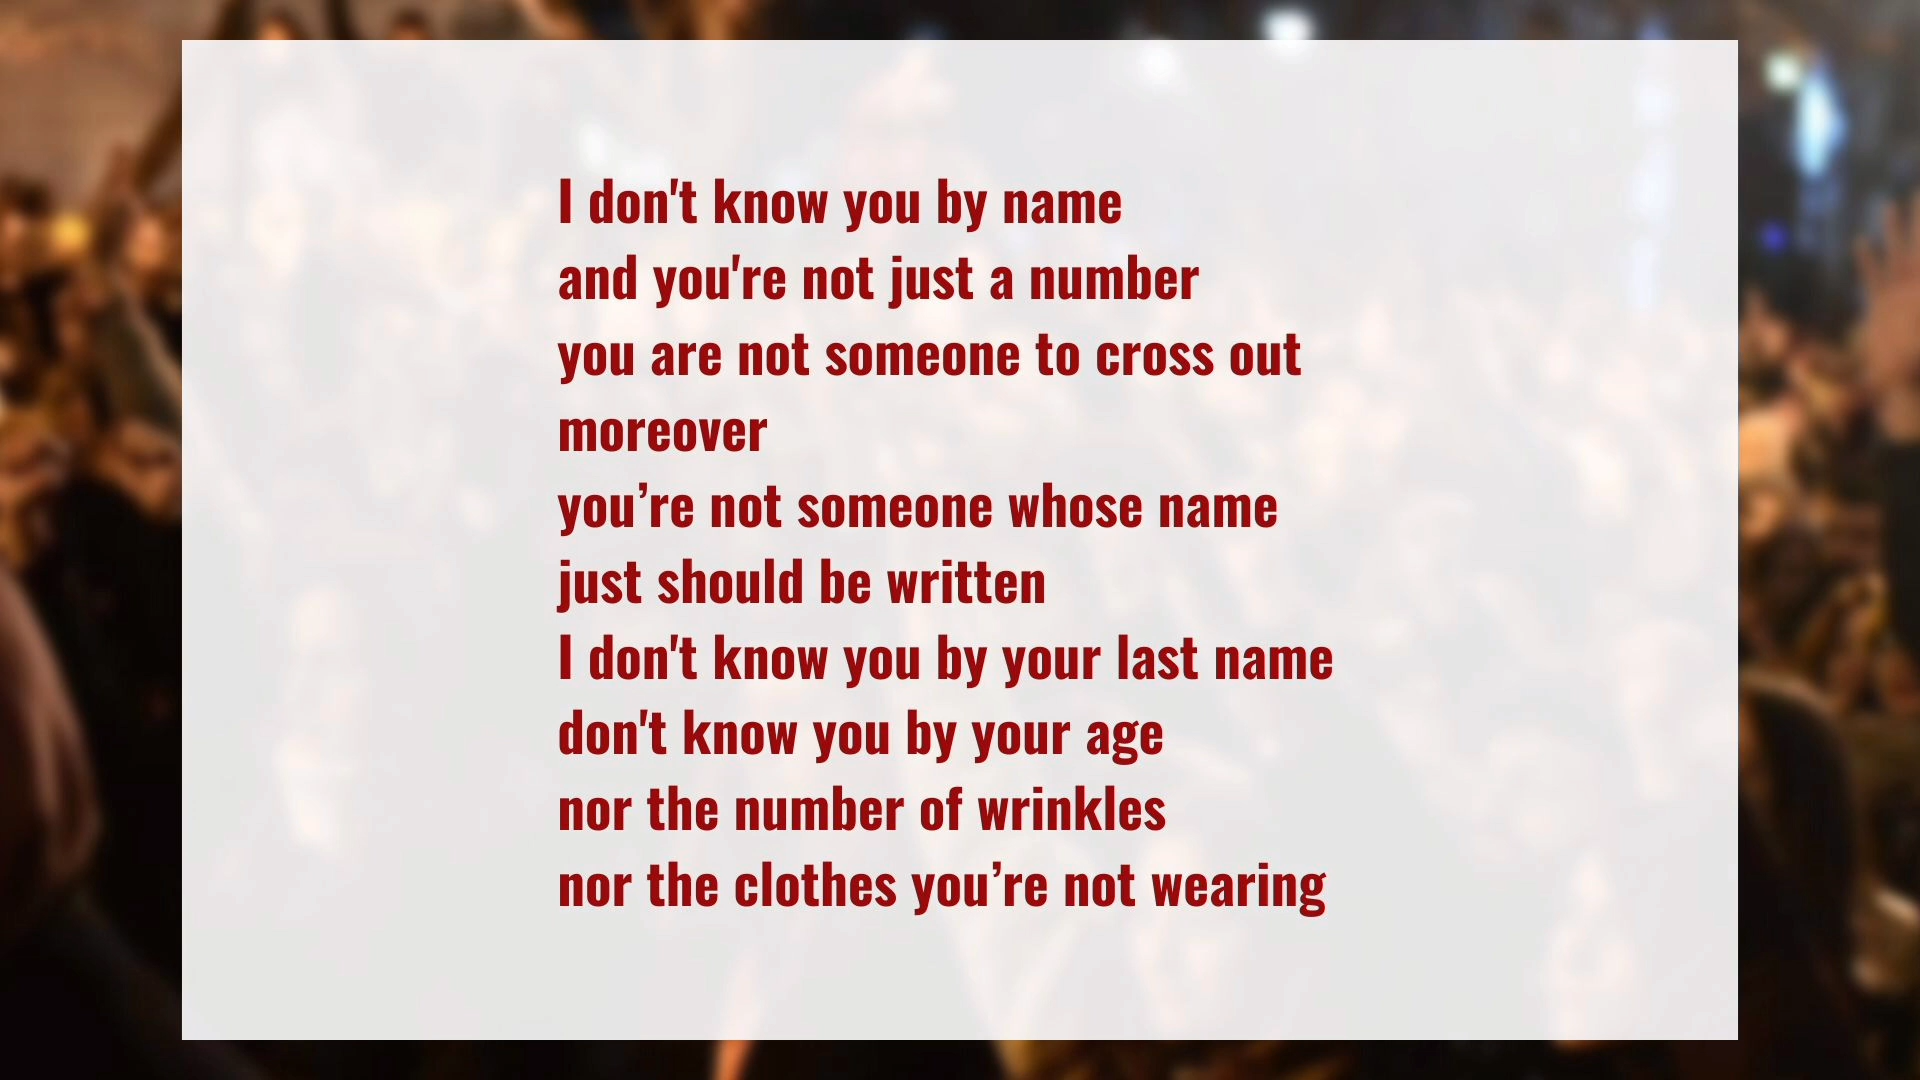 I don't know you by name
and you're not just a number
you are not someone to cross out
moreover
you’re not someone whose name
just should be written
I don't know you by your last name
don't know you by your age
nor the number of wrinkles
nor the clothes you’re not wearing